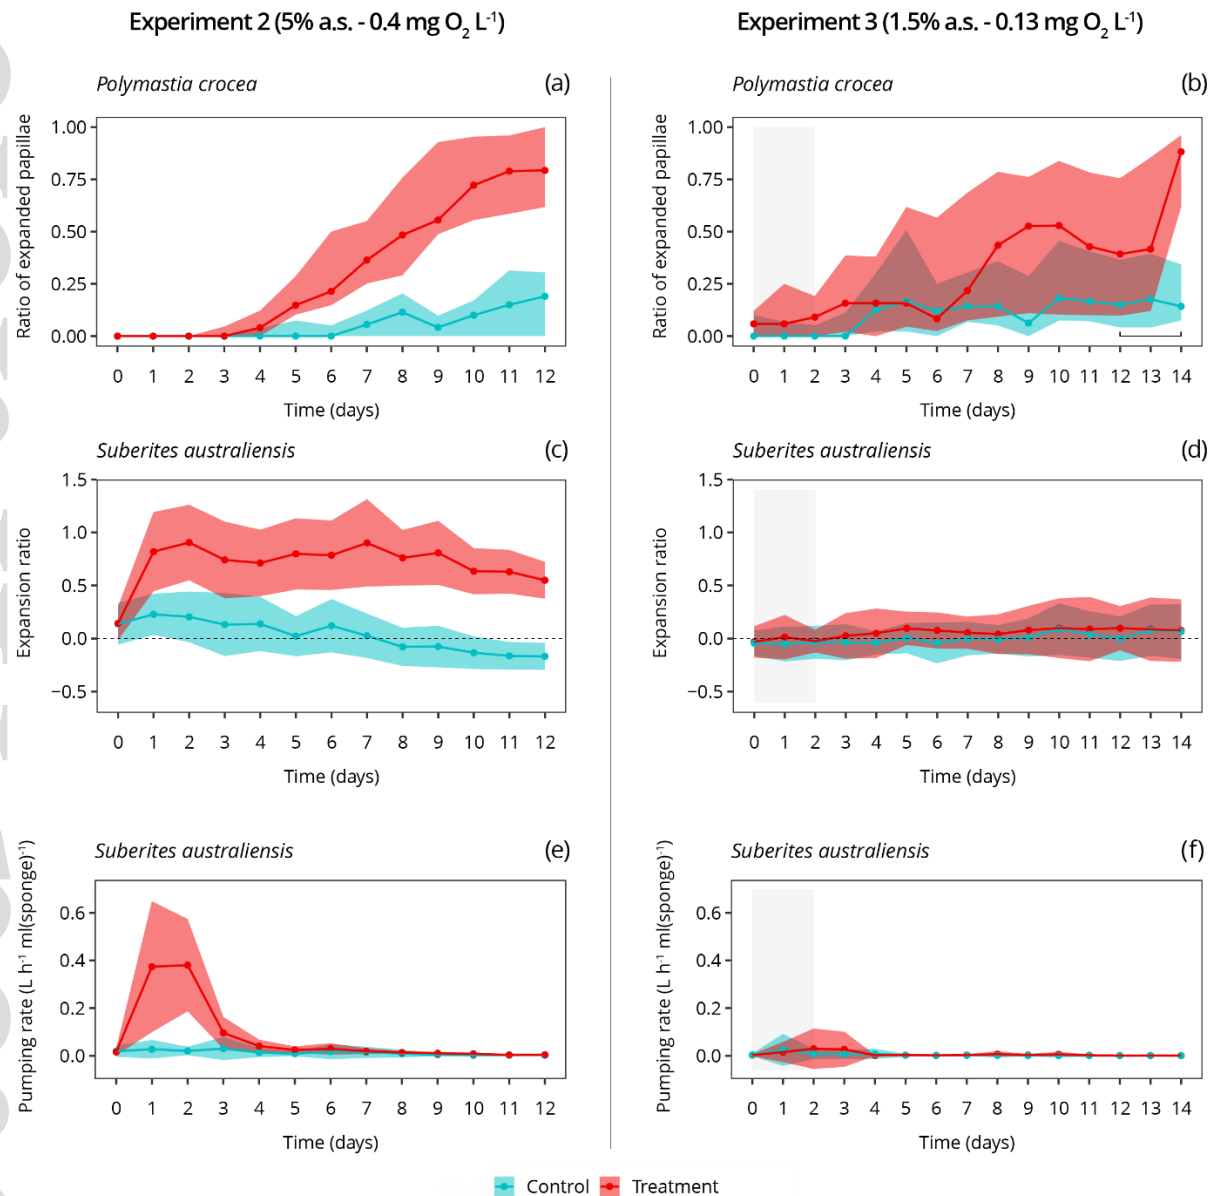 Experiment 2 (5% a.s. - 0.4 mg O₂ L⁻¹)
Experiment 3 (1.5% a.s. - 0.13 mg O₂ L⁻¹)
Polymastia crocea (a)
Ratio of expanded papillae
1.00
0.75
0.50
0.25
0.00
0 1 2 3 4 5 6 7 8 9 10 11 12
Time (days)
Polymastia crocea (b)
Ratio of expanded papillae
1.00
0.75
0.50
0.25
0.00
0 1 2 3 4 5 6 7 8 9 10 11 12 13 14
Time (days)
Suberites australiensis (c)
Expansion ratio
1.5
1.0
0.5
0.0
−0.5
0 1 2 3 4 5 6 7 8 9 10 11 12
Time (days)
Suberites australiensis (d)
Expansion ratio
1.5
1.0
0.5
0.0
−0.5
0 1 2 3 4 5 6 7 8 9 10 11 12 13 14
Time (days)
Suberites australiensis (e)
Pumping rate (L h⁻¹ ml(sponge)⁻¹)
0.6
0.4
0.2
0.0
0 1 2 3 4 5 6 7 8 9 10 11 12
Time (days)
Suberites australiensis (f)
Pumping rate (L h⁻¹ ml(sponge)⁻¹)
0.6
0.4
0.2
0.0
0 1 2 3 4 5 6 7 8 9 10 11 12 13 14
Time (days)
Control Treatment